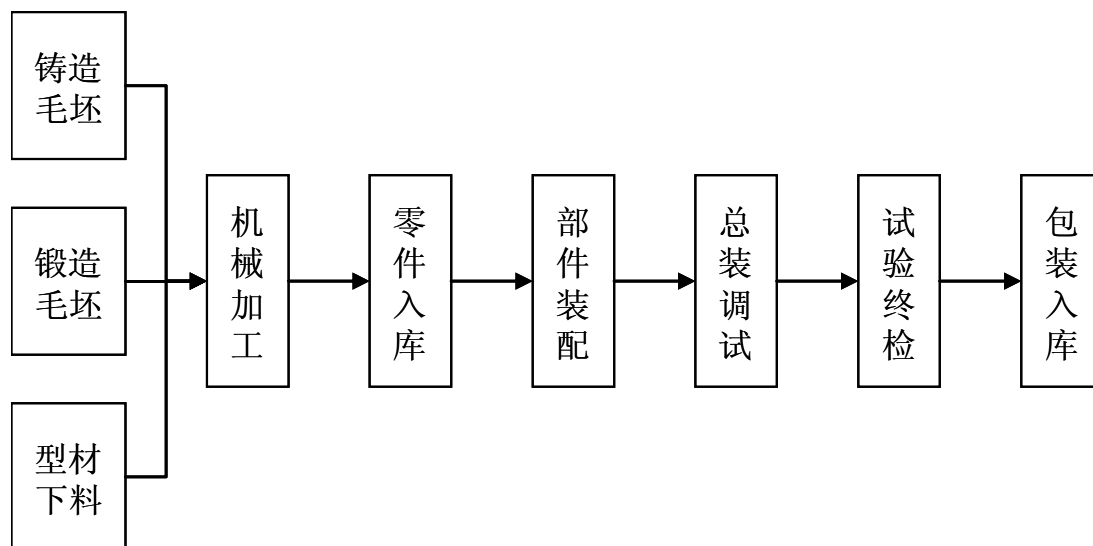 铸造
毛坯
锻造
毛坯
型材
下料
机械加工
零件入库
部件装配
总装调试
试验终检
包装入库